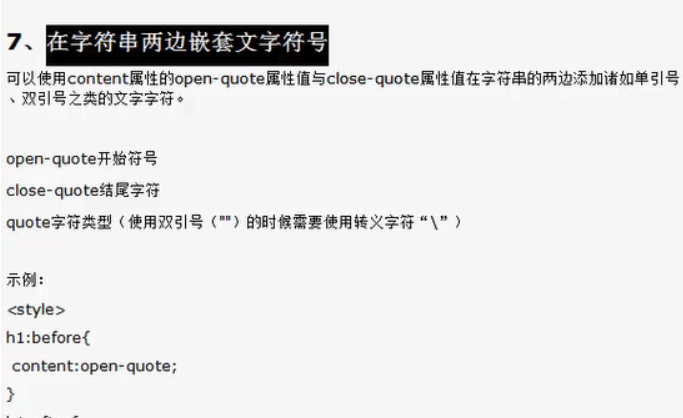 7、在字符串两边嵌套文字符号
可以使用content属性的open-quote属性值与close-quote属性值在字符串的两边添加诸如单引号
、双引号之类的文字字符。
open-quote开始符号
close-quote结尾字符
quote字符类型（使用双引号（""）的时候需要使用转义字符“\”）
示例：
<style>
h1:before{
content:open-quote;
}